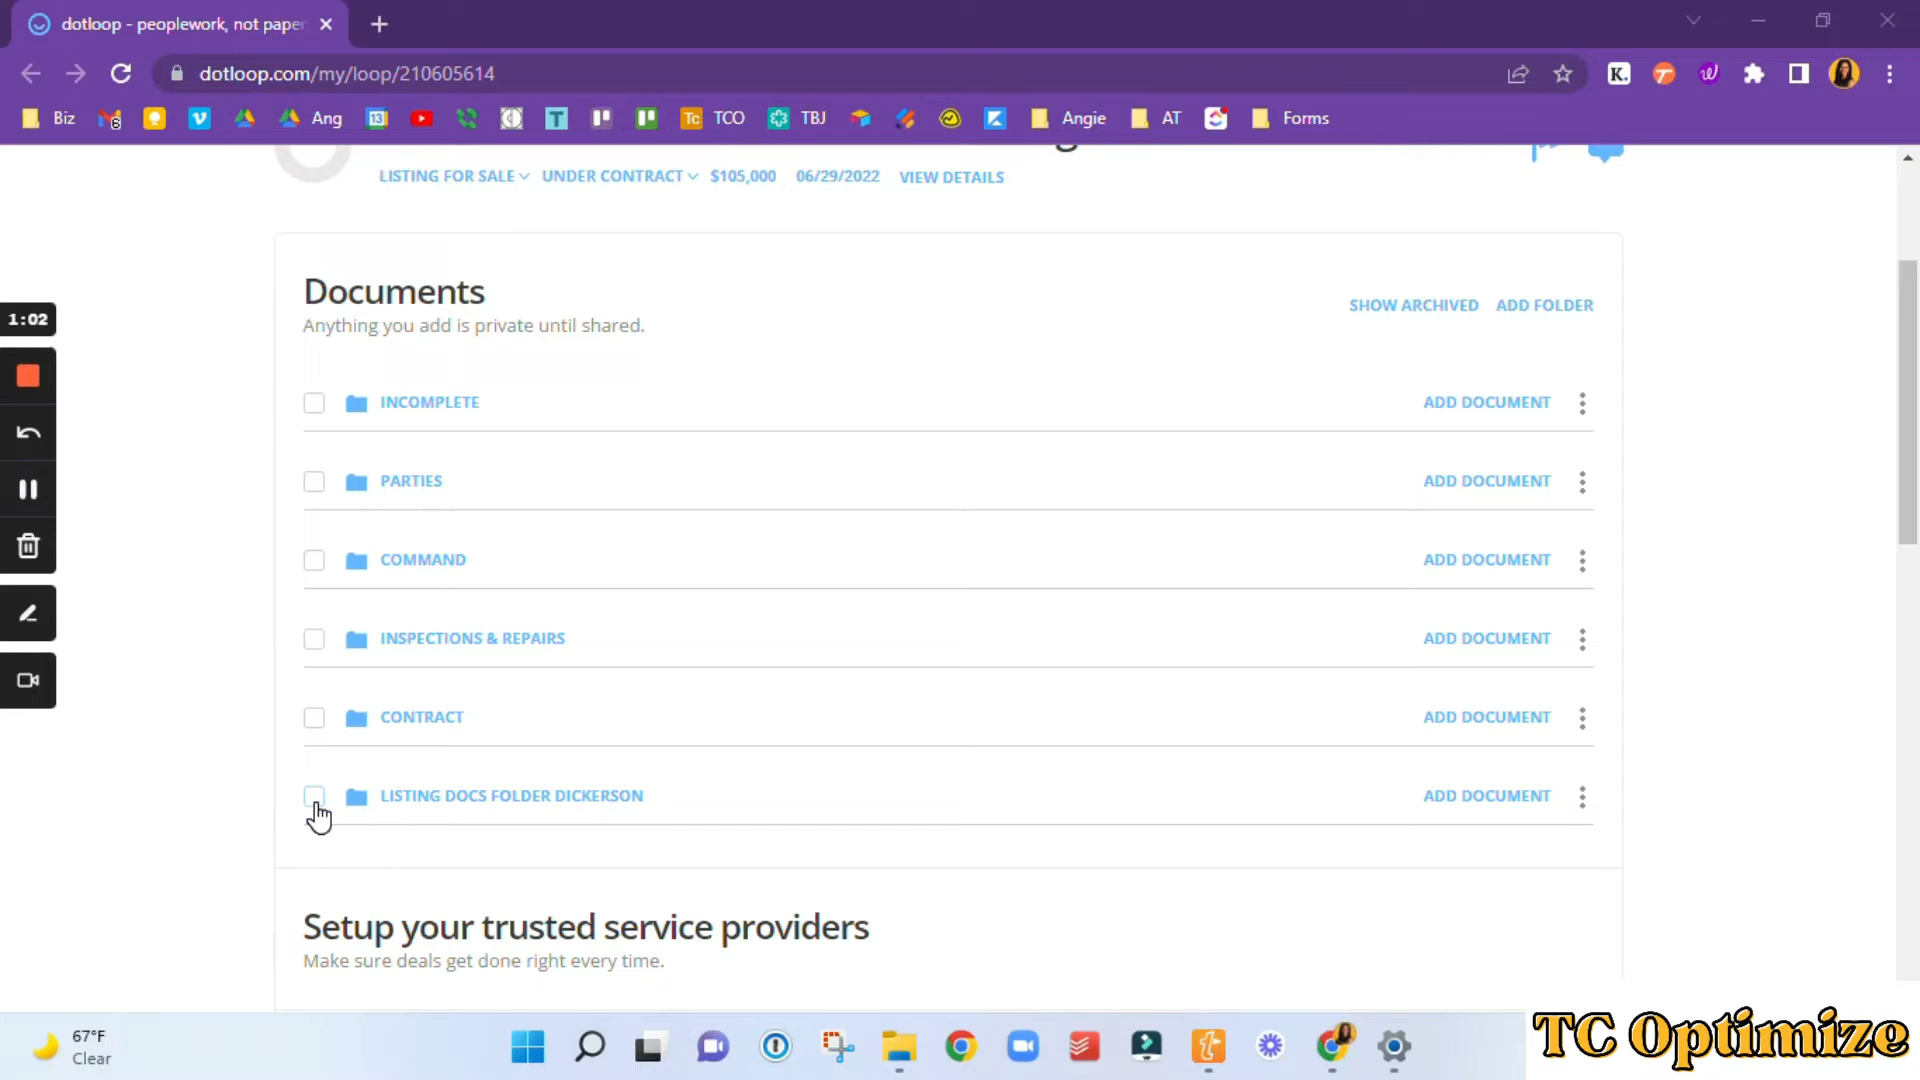 dotloop - peoplework, not paper
dotloop.com/my/loop/210605614
K.
Biz
Ang
13
T
Tc
TCO
TBJ
Angie
AT
Forms
LISTING FOR SALE
UNDER CONTRACT
$105,000
06/29/2022
VIEW DETAILS
Documents
Anything you add is private until shared.
SHOW ARCHIVED
ADD FOLDER
INCOMPLETE
ADD DOCUMENT
PARTIES
ADD DOCUMENT
COMMAND
ADD DOCUMENT
INSPECTIONS & REPAIRS
ADD DOCUMENT
CONTRACT
ADD DOCUMENT
LISTING DOCS FOLDER DICKERSON
ADD DOCUMENT
1:02
Setup your trusted service providers
Make sure deals get done right every time.
67°F
Clear
TC Optimize